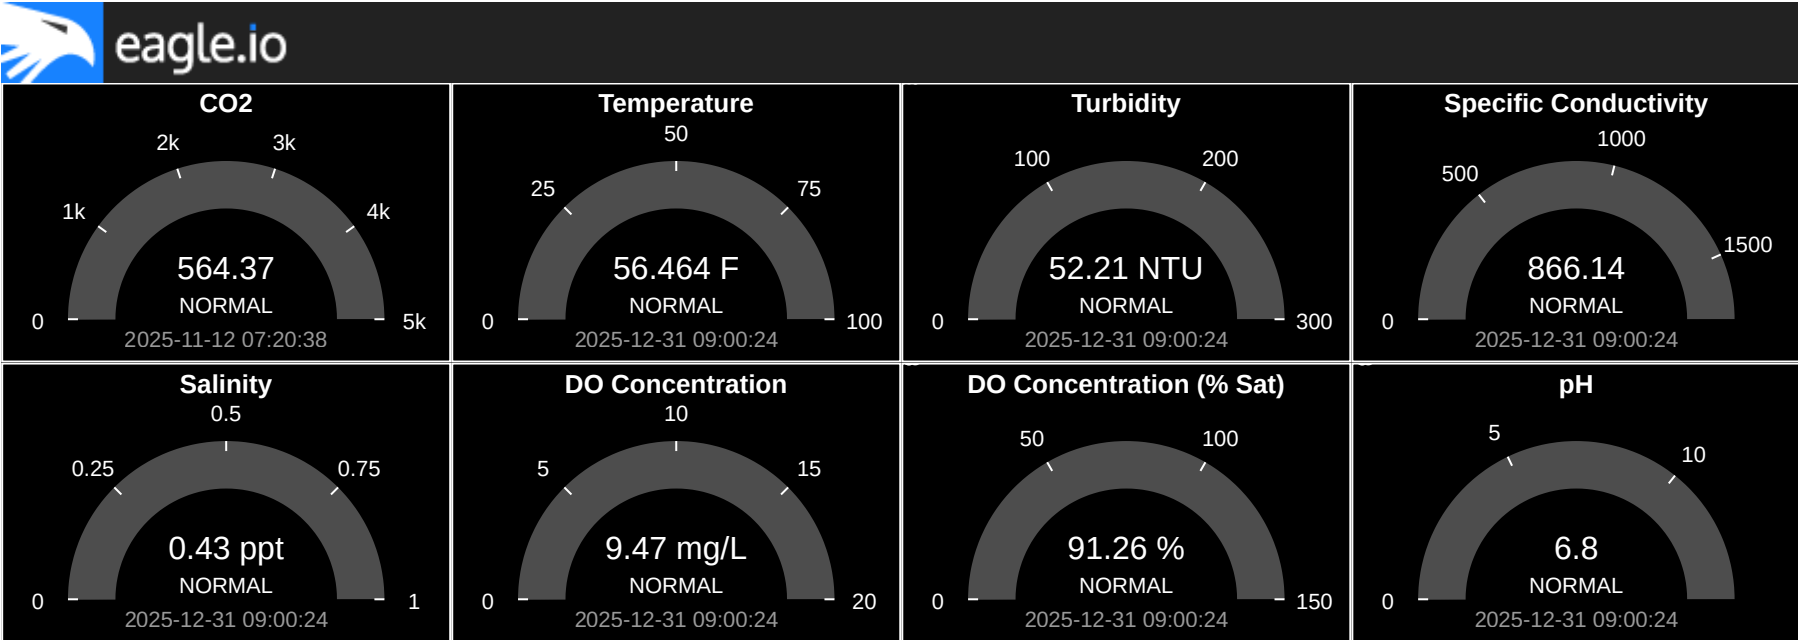 eagle.io
CO2
2k
3k
1k
4k
564.37
NORMAL
0
5k
2025-11-12 07:20:38
Temperature
50
25
75
56.464 F
NORMAL
0
100
2025-12-31 09:00:24
Turbidity
100
200
52.21 NTU
NORMAL
0
300
2025-12-31 09:00:24
Specific Conductivity
1000
500
1500
866.14
NORMAL
0
2025-12-31 09:00:24
Salinity
0.5
0.25
0.75
0.43 ppt
NORMAL
0
1
2025-12-31 09:00:24
DO Concentration
10
5
15
9.47 mg/L
NORMAL
0
20
2025-12-31 09:00:24
DO Concentration (% Sat)
50
100
91.26 %
NORMAL
0
150
2025-12-31 09:00:24
pH
5
10
6.8
NORMAL
0
2025-12-31 09:00:24